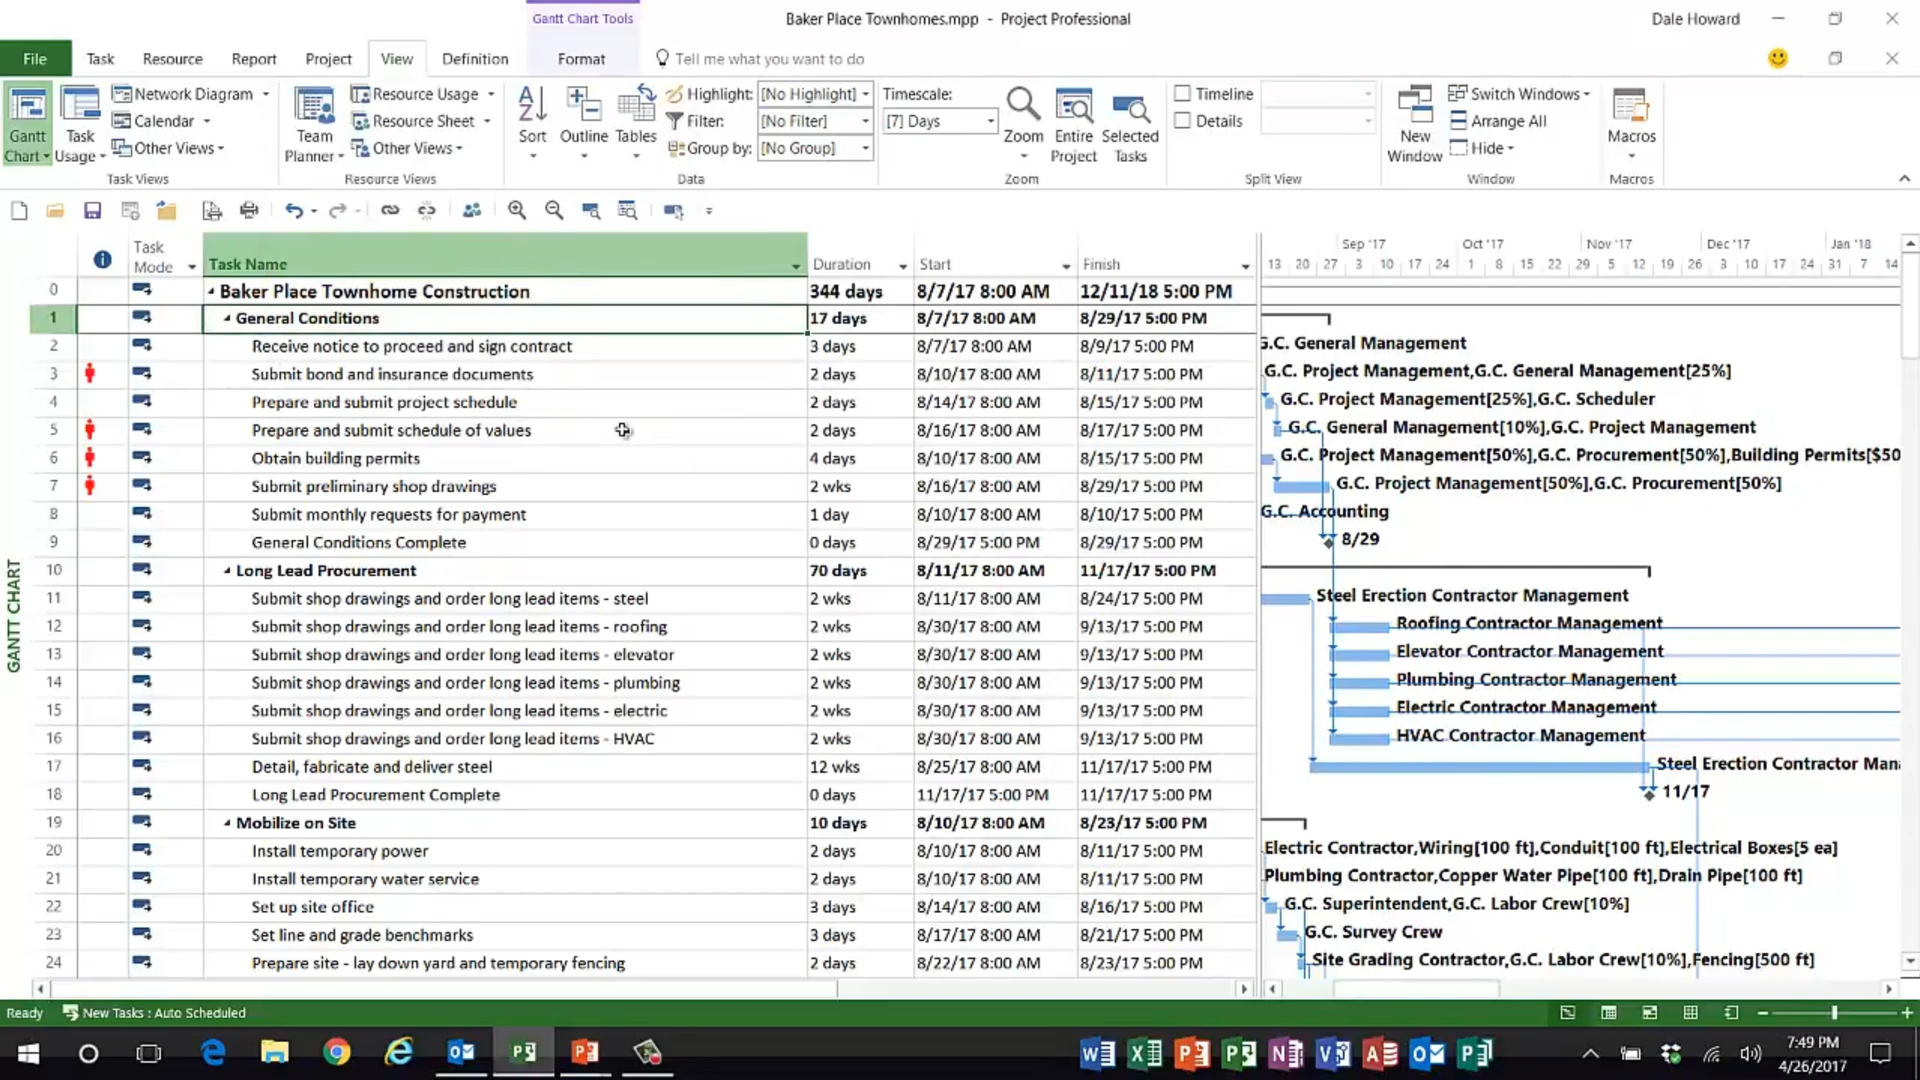 Gantt Chart Tools
Baker Place Townhomes.mpp - Project Professional
Dale Howard
File Task Resource Report Project View Definition Format Tell me what you want to do
Gantt Chart
Task Usage
Network Diagram
Calendar
Other Views
Task Views
Team Planner
Resource Usage
Resource Sheet
Other Views
Resource Views
Sort
Outline
Tables
Highlight: [No Highlight]
Filter: [No Filter]
Group by: [No Group]
Data
Timescale:
[7] Days
Zoom
Entire Project
Selected Tasks
Zoom
Timeline
Details
Split View
New Window
Switch Windows
Arrange All
Hide
Window
Macros
Macros
Task Mode Task Name Duration Start Finish
Sep '17 Oct '17 Nov '17 Dec '17 Jan '18
13 20 27 3 10 17 24 1 8 15 22 29 5 12 19 26 3 10 17 24 31 7 14
GANTT CHART
0 Baker Place Townhome Construction 344 days 8/7/17 8:00 AM 12/11/18 5:00 PM
1 General Conditions 17 days 8/7/17 8:00 AM 8/29/17 5:00 PM
2 Receive notice to proceed and sign contract 3 days 8/7/17 8:00 AM 8/9/17 5:00 PM G.C. General Management
3 Submit bond and insurance documents 2 days 8/10/17 8:00 AM 8/11/17 5:00 PM G.C. Project Management,G.C. General Management[25%]
4 Prepare and submit project schedule 2 days 8/14/17 8:00 AM 8/15/17 5:00 PM G.C. Project Management[25%],G.C. Scheduler
5 Prepare and submit schedule of values 2 days 8/16/17 8:00 AM 8/17/17 5:00 PM G.C. General Management[10%],G.C. Project Management
6 Obtain building permits 4 days 8/10/17 8:00 AM 8/15/17 5:00 PM G.C. Project Management[50%],G.C. Procurement[50%],Building Permits[$50
7 Submit preliminary shop drawings 2 wks 8/16/17 8:00 AM 8/29/17 5:00 PM G.C. Project Management[50%],G.C. Procurement[50%]
8 Submit monthly requests for payment 1 day 8/10/17 8:00 AM 8/10/17 5:00 PM G.C. Accounting
9 General Conditions Complete 0 days 8/29/17 5:00 PM 8/29/17 5:00 PM 8/29
10 Long Lead Procurement 70 days 8/11/17 8:00 AM 11/17/17 5:00 PM
11 Submit shop drawings and order long lead items - steel 2 wks 8/11/17 8:00 AM 8/24/17 5:00 PM Steel Erection Contractor Management
12 Submit shop drawings and order long lead items - roofing 2 wks 8/30/17 8:00 AM 9/13/17 5:00 PM Roofing Contractor Management
13 Submit shop drawings and order long lead items - elevator 2 wks 8/30/17 8:00 AM 9/13/17 5:00 PM Elevator Contractor Management
14 Submit shop drawings and order long lead items - plumbing 2 wks 8/30/17 8:00 AM 9/13/17 5:00 PM Plumbing Contractor Management
15 Submit shop drawings and order long lead items - electric 2 wks 8/30/17 8:00 AM 9/13/17 5:00 PM Electric Contractor Management
16 Submit shop drawings and order long lead items - HVAC 2 wks 8/30/17 8:00 AM 9/13/17 5:00 PM HVAC Contractor Management
17 Detail, fabricate and deliver steel 12 wks 8/25/17 8:00 AM 11/17/17 5:00 PM Steel Erection Contractor Man
18 Long Lead Procurement Complete 0 days 11/17/17 5:00 PM 11/17/17 5:00 PM 11/17
19 Mobilize on Site 10 days 8/10/17 8:00 AM 8/23/17 5:00 PM
20 Install temporary power 2 days 8/10/17 8:00 AM 8/11/17 5:00 PM Electric Contractor,Wiring[100 ft],Conduit[100 ft],Electrical Boxes[5 ea]
21 Install temporary water service 2 days 8/10/17 8:00 AM 8/11/17 5:00 PM Plumbing Contractor,Copper Water Pipe[100 ft],Drain Pipe[100 ft]
22 Set up site office 3 days 8/14/17 8:00 AM 8/16/17 5:00 PM G.C. Superintendent,G.C. Labor Crew[10%]
23 Set line and grade benchmarks 3 days 8/17/17 8:00 AM 8/21/17 5:00 PM G.C. Survey Crew
24 Prepare site - lay down yard and temporary fencing 2 days 8/22/17 8:00 AM 8/23/17 5:00 PM Site Grading Contractor,G.C. Labor Crew[10%],Fencing[500 ft]
Ready New Tasks : Auto Scheduled
7:49 PM
4/26/2017